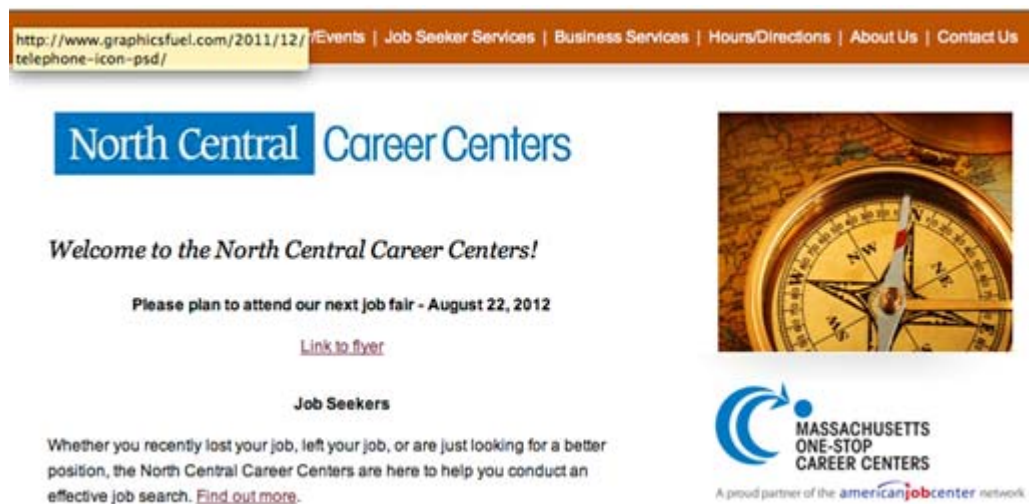 http://www.graphicsfuel.com/2011/12/
telephone-icon-psd/
/Events | Job Seeker Services | Business Services | Hours/Directions | About Us | Contact Us
North Central Career Centers
Welcome to the North Central Career Centers!
Please plan to attend our next job fair - August 22, 2012
Link to flyer
Job Seekers
Whether you recently lost your job, left your job, or are just looking for a better
position, the North Central Career Centers are here to help you conduct an
effective job search. Find out more.
N
NW
NE
W
E
SW
MASSACHUSETTS
ONE-STOP
CAREER CENTERS
A proud partner of the americanjobcenter network